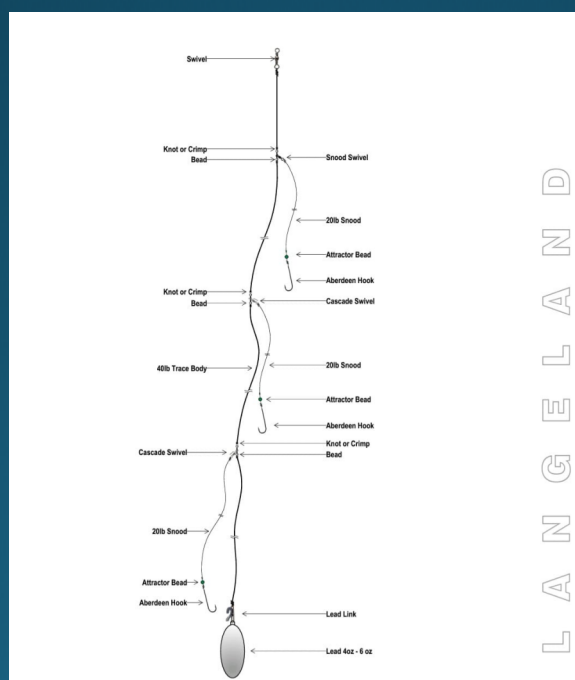 Swivel
Knot or Crimp
Bead
Snood Swivel
20lb Snood
Attractor Bead
Aberdeen Hook
Knot or Crimp
Bead
Cascade Swivel
40lb Trace Body
20lb Snood
Attractor Bead
Aberdeen Hook
Knot or Crimp
Bead
Cascade Swivel
20lb Snood
Attractor Bead
Aberdeen Hook
Lead Link
Lead 4oz - 6 oz
LANGELAND